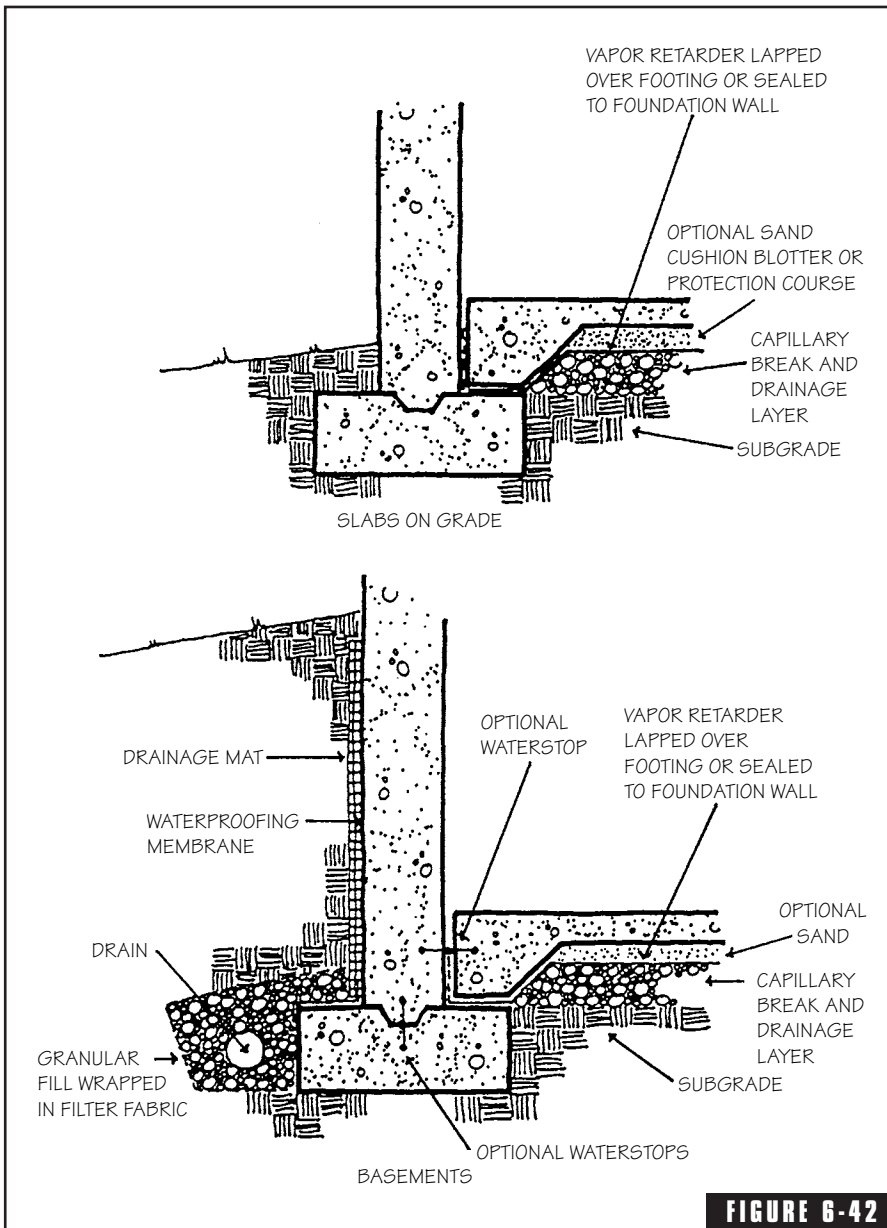 VAPOR RETARDER LAPPED
OVER FOOTING OR SEALED
TO FOUNDATION WALL
OPTIONAL SAND
CUSHION BLOTTER OR
PROTECTION COURSE
CAPILLARY
BREAK AND
DRAINAGE
LAYER
SUBGRADE
SLABS ON GRADE
OPTIONAL
WATERSTOP
VAPOR RETARDER
LAPPED OVER
FOOTING OR SEALED
TO FOUNDATION WALL
DRAINAGE MAT
WATERPROOFING
MEMBRANE
OPTIONAL
SAND
DRAIN
CAPILLARY
BREAK AND
DRAINAGE
LAYER
GRANULAR
FILL WRAPPED
IN FILTER FABRIC
SUBGRADE
OPTIONAL WATERSTOPS
BASEMENTS
FIGURE 6-42